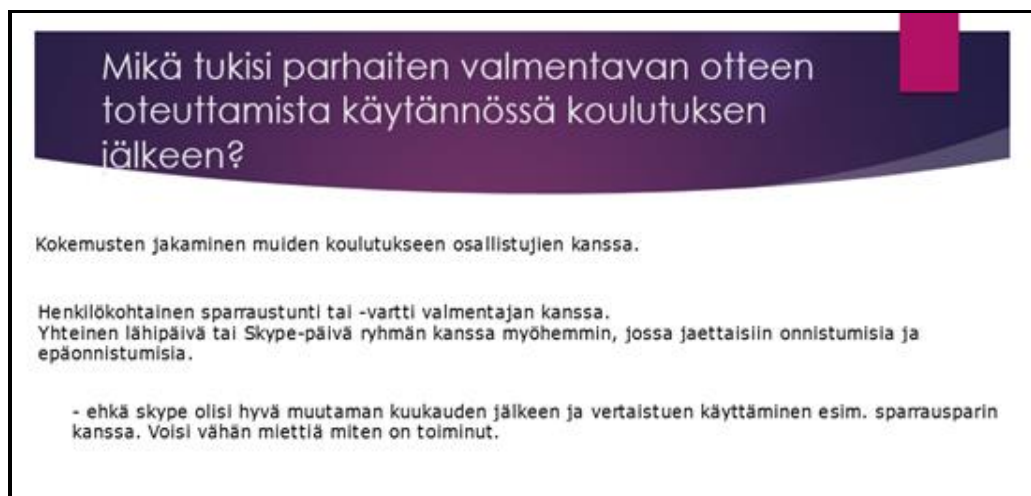 Mikä tukisi parhaiten valmentavan otteen
toteuttamista käytännössä koulutuksen
jälkeen?
Kokemusten jakaminen muiden koulutukseen osallistujien kanssa.
Henkilökohtainen sparraustunti tai -vartti valmentajan kanssa.
Yhteinen lähipäivä tai Skype-päivä ryhmän kanssa myöhemmin, jossa jaettaisiin onnistumisia ja
epäonnistumisia.
- ehkä skype olisi hyvä muutaman kuukauden jälkeen ja vertaistuen käyttäminen esim. sparrausparin
kanssa. Voisi vähän miettiä miten on toiminut.